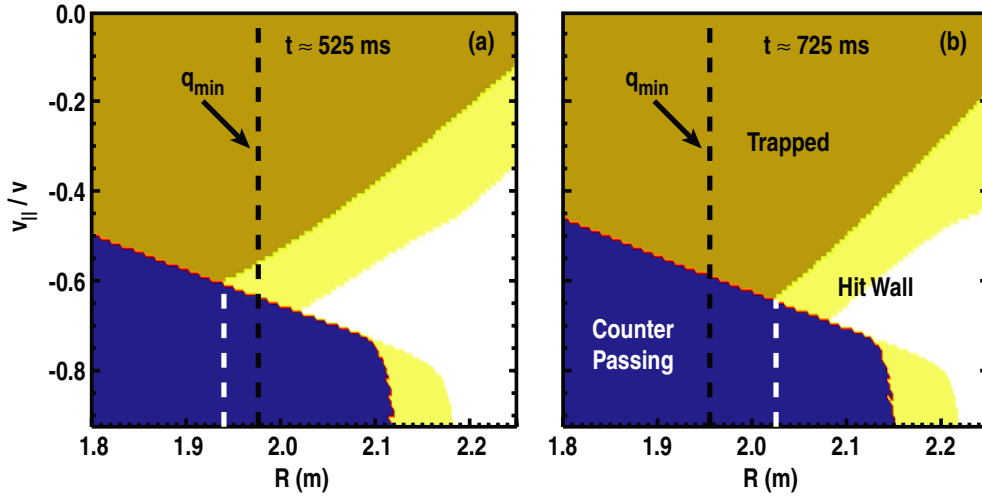 t ≈ 525 ms
(a)
q_min
0.0
-0.2
-0.4
-0.6
-0.8
v_|| / v
1.8
1.9
2.0
2.1
2.2
R (m)
t ≈ 725 ms
(b)
q_min
Trapped
Hit Wall
Counter
Passing
1.8
1.9
2.0
2.1
2.2
R (m)